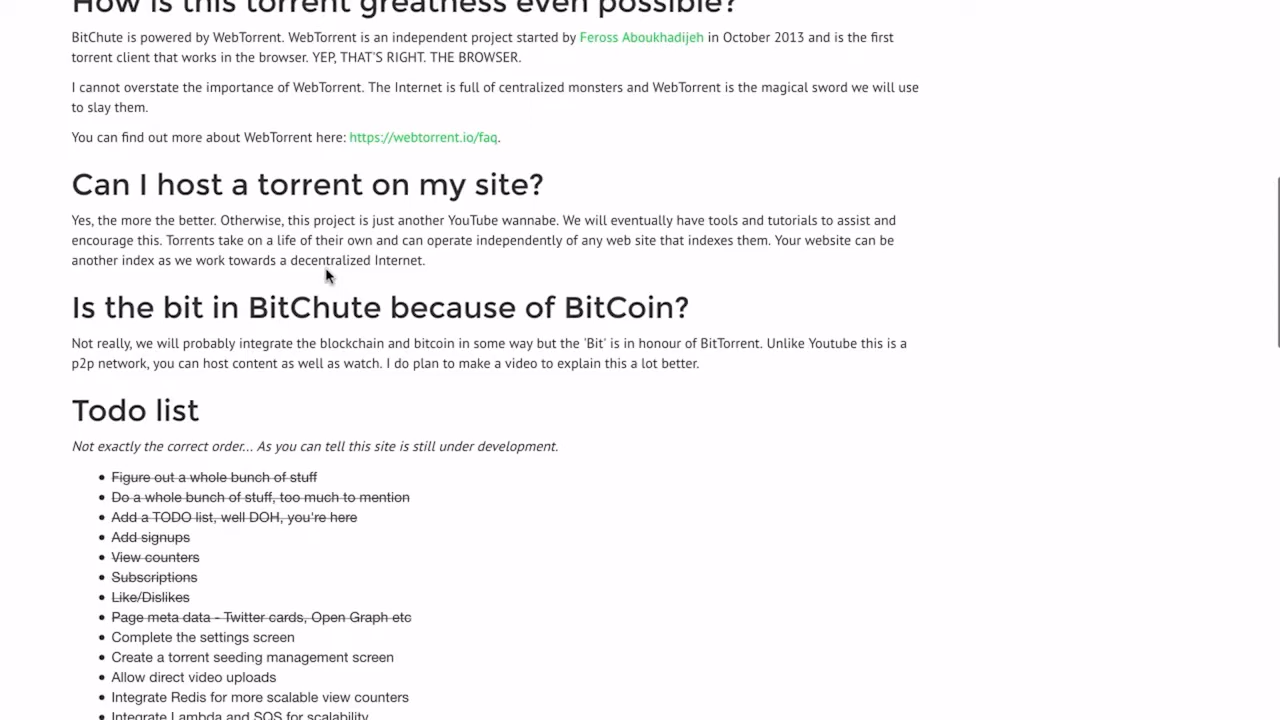 How is this torrent greatness even possible?
BitChute is powered by WebTorrent. WebTorrent is an independent project started by Feross Aboukhadijeh in October 2013 and is the first
torrent client that works in the browser. YEP, THAT'S RIGHT. THE BROWSER.
I cannot overstate the importance of WebTorrent. The Internet is full of centralized monsters and WebTorrent is the magical sword we will use
to slay them.
You can find out more about WebTorrent here: https://webtorrent.io/faq.
Can I host a torrent on my site?
Yes, the more the better. Otherwise, this project is just another YouTube wannabe. We will eventually have tools and tutorials to assist and
encourage this. Torrents take on a life of their own and can operate independently of any web site that indexes them. Your website can be
another index as we work towards a decentralized Internet.
Is the bit in BitChute because of BitCoin?
Not really, we will probably integrate the blockchain and bitcoin in some way but the 'Bit' is in honour of BitTorrent. Unlike Youtube this is a
p2p network, you can host content as well as watch. I do plan to make a video to explain this a lot better.
Todo list
Not exactly the correct order... As you can tell this site is still under development.
Figure out a whole bunch of stuff
Do a whole bunch of stuff, too much to mention
Add a TODO list, well DOH, you're here
Add signups
View counters
Subscriptions
Like/Dislikes
Page meta data - Twitter cards, Open Graph etc
Complete the settings screen
Create a torrent seeding management screen
Allow direct video uploads
Integrate Redis for more scalable view counters
Integrate Lambda and SQS for scalability